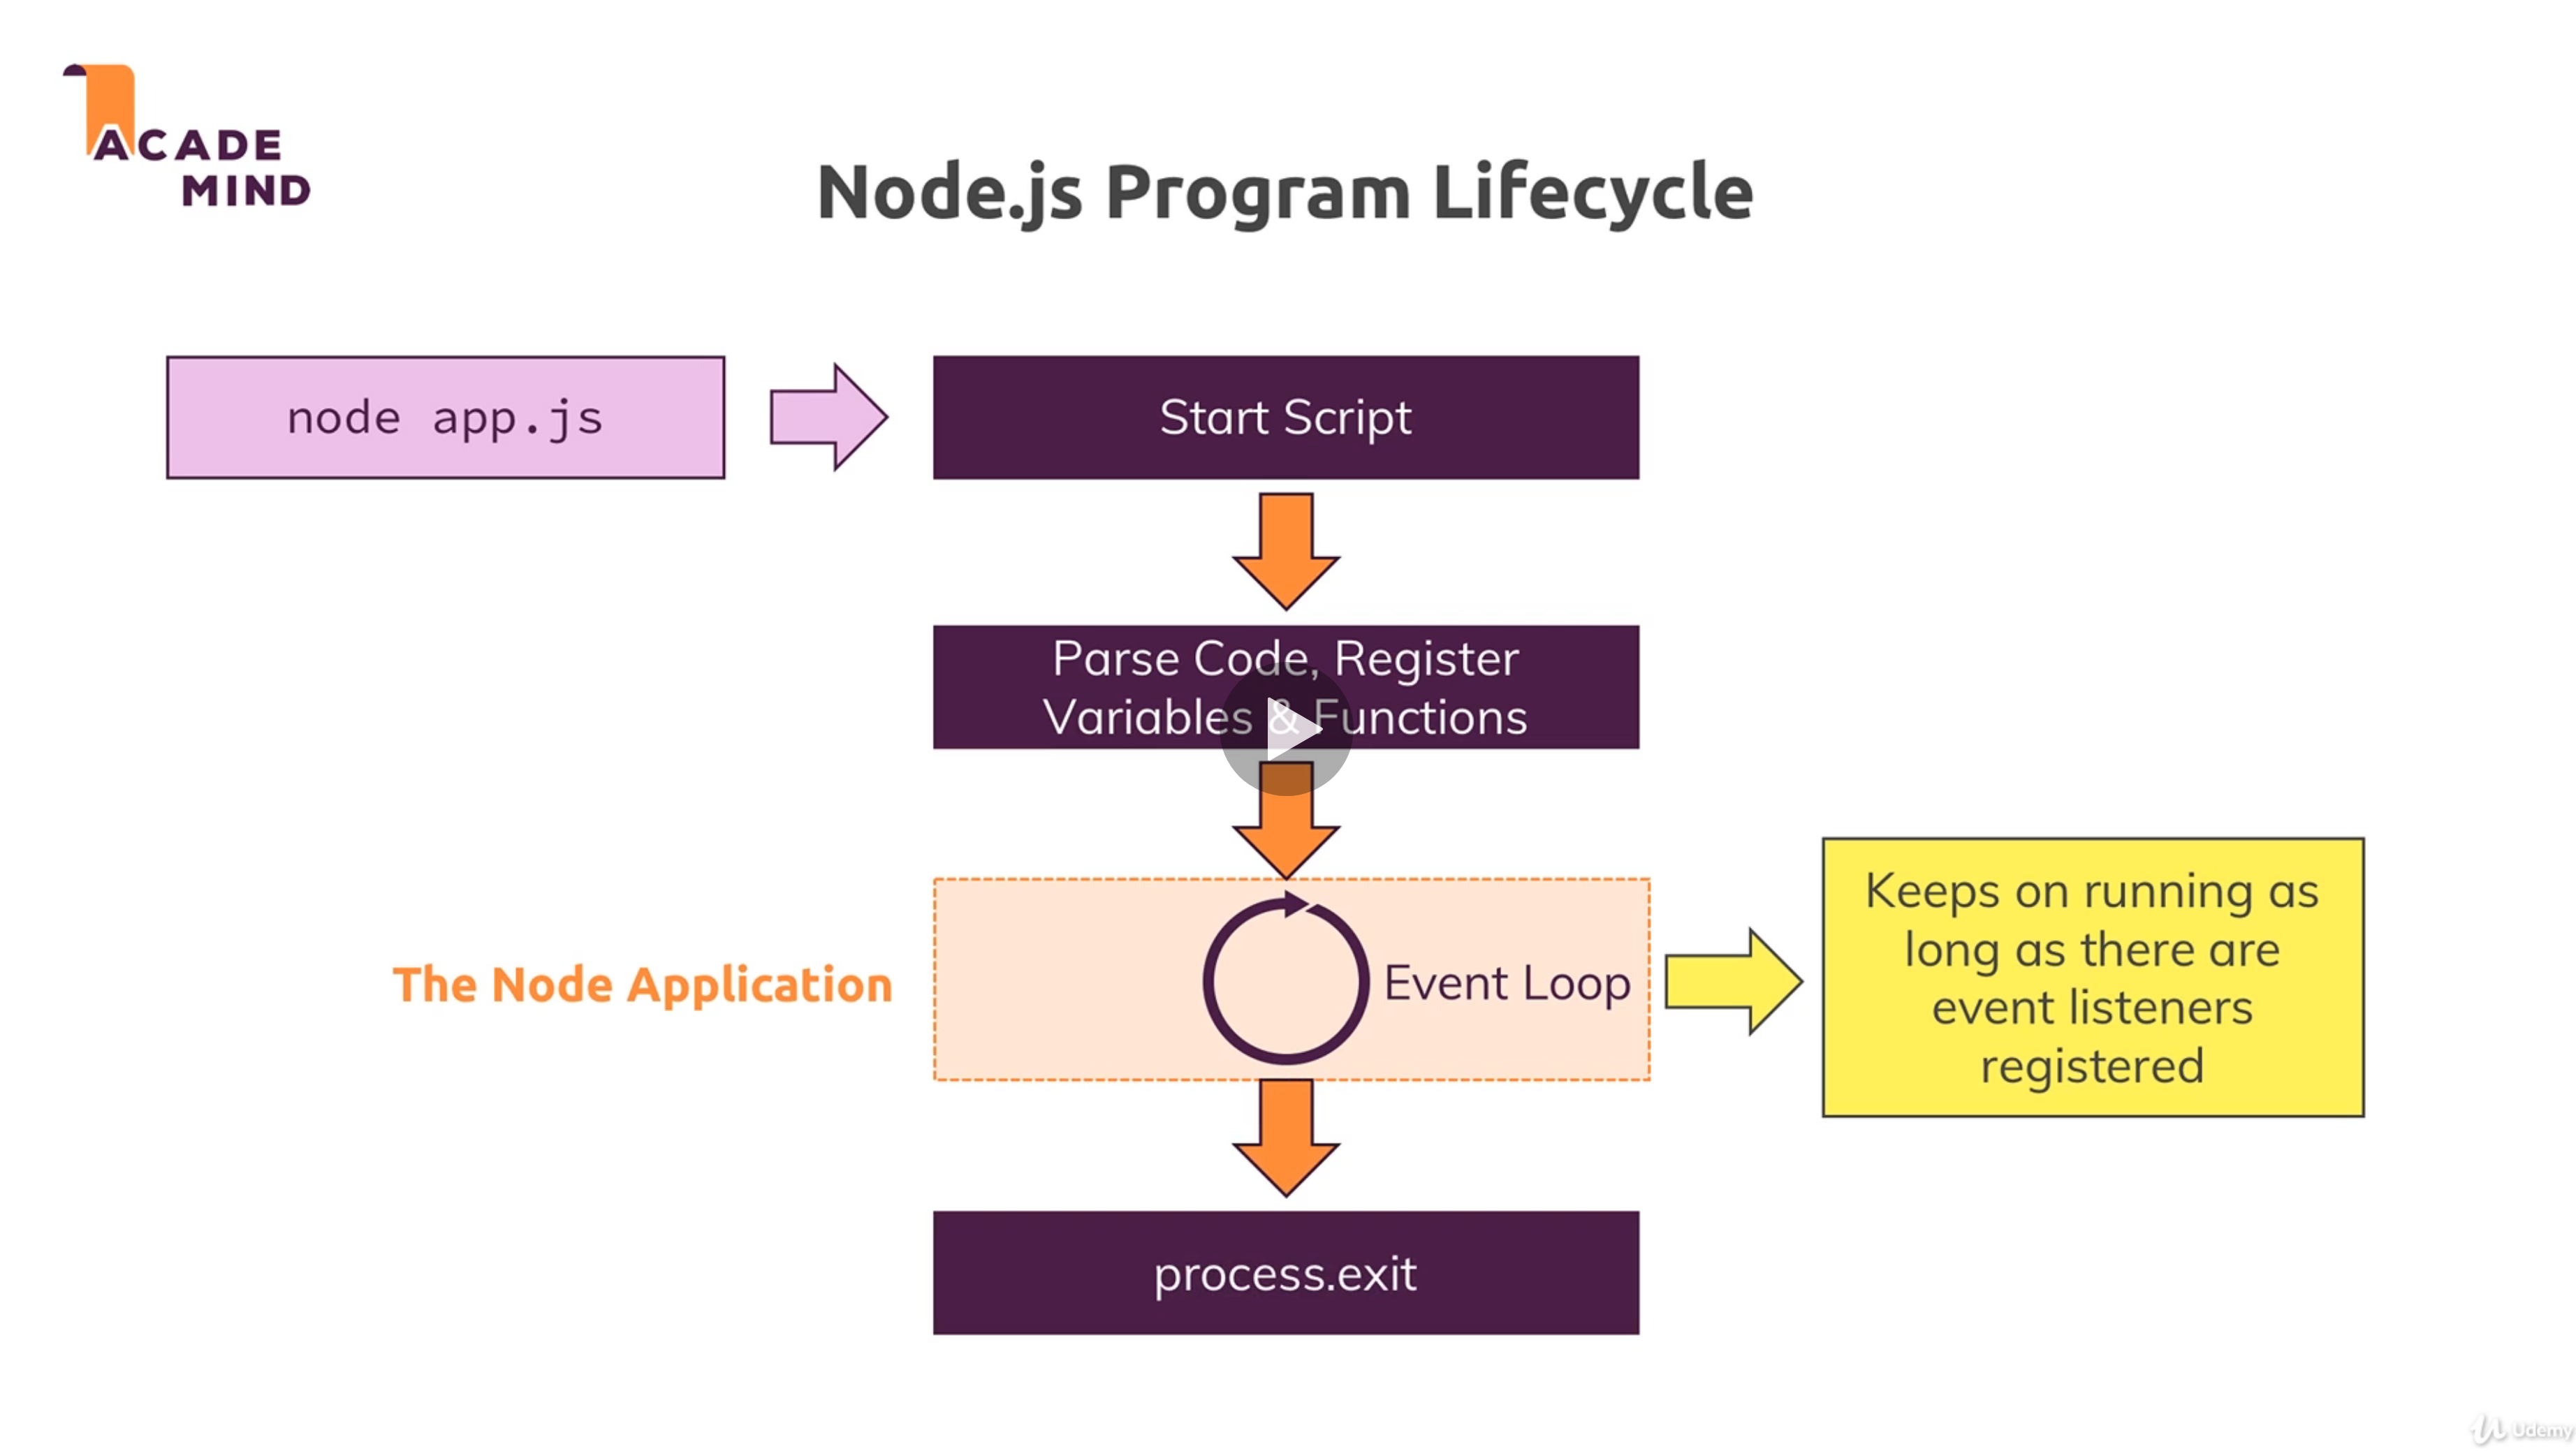 ACADE
MIND
Node.js Program Lifecycle
node app.js
Start Script
Parse Code, Register
Variables & Functions
The Node Application
Event Loop
Keeps on running as
long as there are
event listeners
registered
process.exit
Udemy